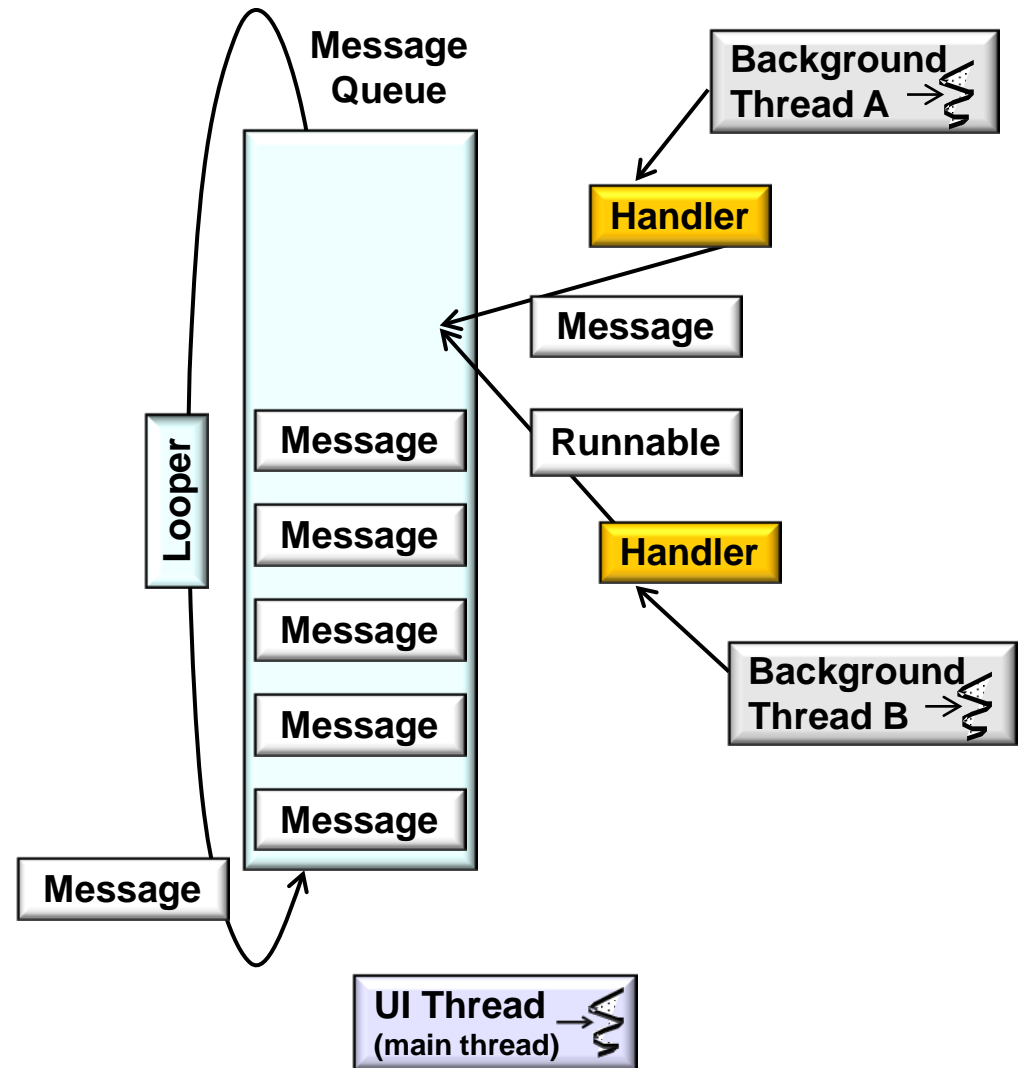 Message
Queue
Background
Thread A
Handler
Message
Message
Runnable
Looper
Message
Handler
Message
Background
Thread B
Message
Message
Message
UI Thread
(main thread)